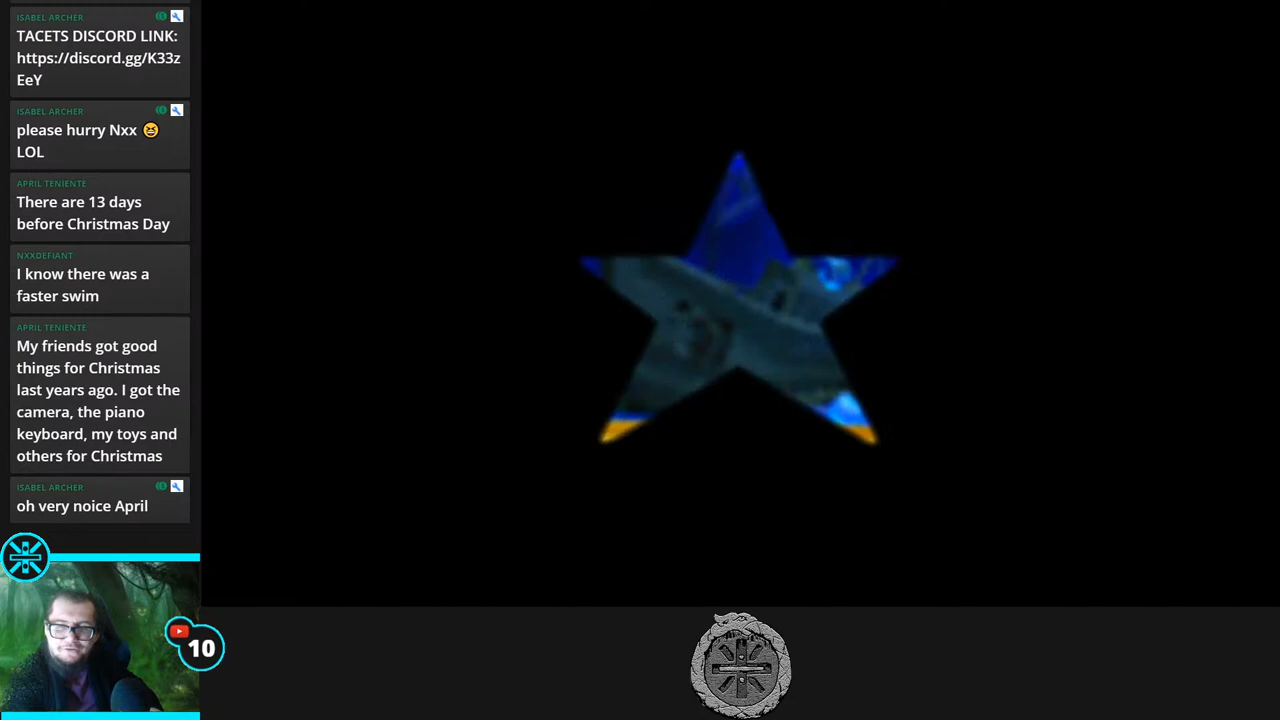 ISABEL ARCHER
TACETS DISCORD LINK:
https://discord.gg/K33z
EeY
ISABEL ARCHER
please hurry Nxx 😆
LOL
APRIL TENIENTE
There are 13 days
before Christmas Day
NXXDEFIANT
I know there was a
faster swim
APRIL TENIENTE
My friends got good
things for Christmas
last years ago. I got the
camera, the piano
keyboard, my toys and
others for Christmas
ISABEL ARCHER
oh very noice April
10